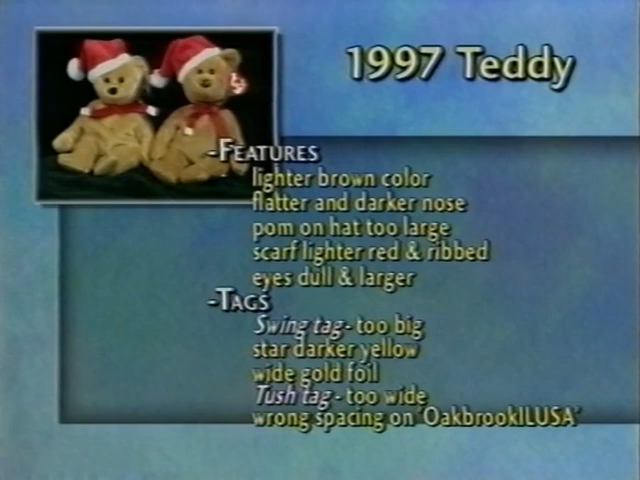 1997 Teddy
-FEATURES
lighter brown color
flatter and darker nose
pom on hat too large
scarf lighter red & ribbed
eyes dull & larger
-TAGS
Swing tag - too big
star darker yellow
wide gold foil
Tush tag - too wide
wrong spacing on 'OakbrookILUSA'